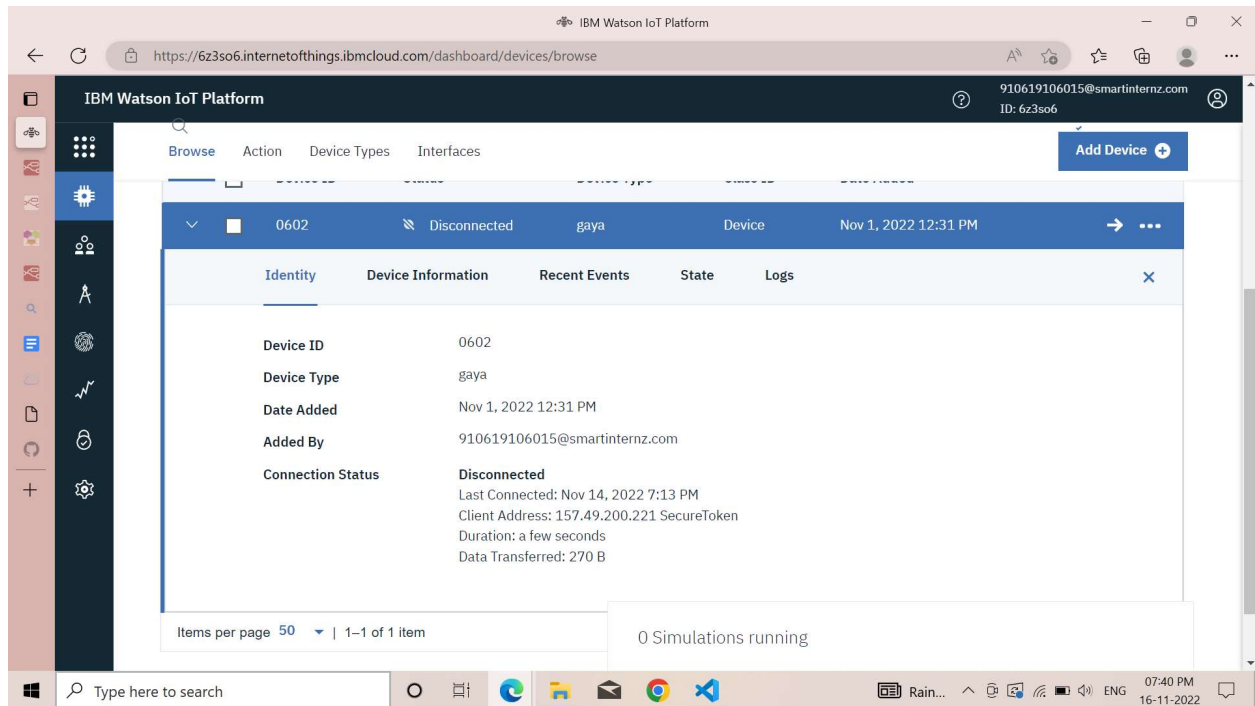 IBM Watson IoT Platform
https://6z3so6.internetofthings.ibmcloud.com/dashboard/devices/browse
IBM Watson IoT Platform
910619106015@smartinternz.com
ID: 6z3so6
Browse Action Device Types Interfaces
Add Device
0602 Disconnected gaya Device Nov 1, 2022 12:31 PM
Identity Device Information Recent Events State Logs
Device ID 0602
Device Type gaya
Date Added Nov 1, 2022 12:31 PM
Added By 910619106015@smartinternz.com
Connection Status Disconnected
Last Connected: Nov 14, 2022 7:13 PM
Client Address: 157.49.200.221 SecureToken
Duration: a few seconds
Data Transferred: 270 B
Items per page 50 | 1–1 of 1 item
0 Simulations running
Type here to search
Rain... ENG 07:40 PM
16-11-2022